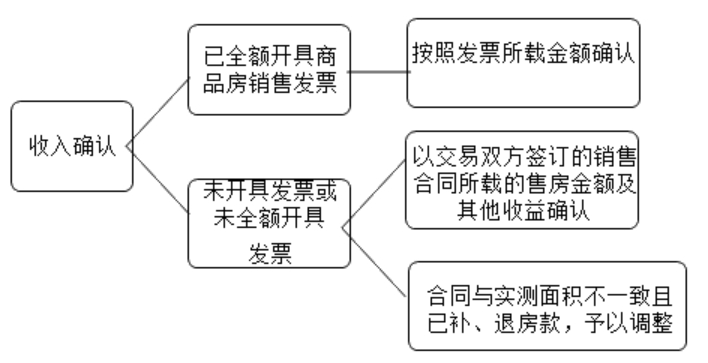 收入确认
已全额开具商
品房销售发票
按照发票所载金额确认
未开具发票或
未全额开具
发票
以交易双方签订的销售
合同所载的售房金额及
其他收益确认
合同与实测面积不一致且
已补、退房款，予以调整